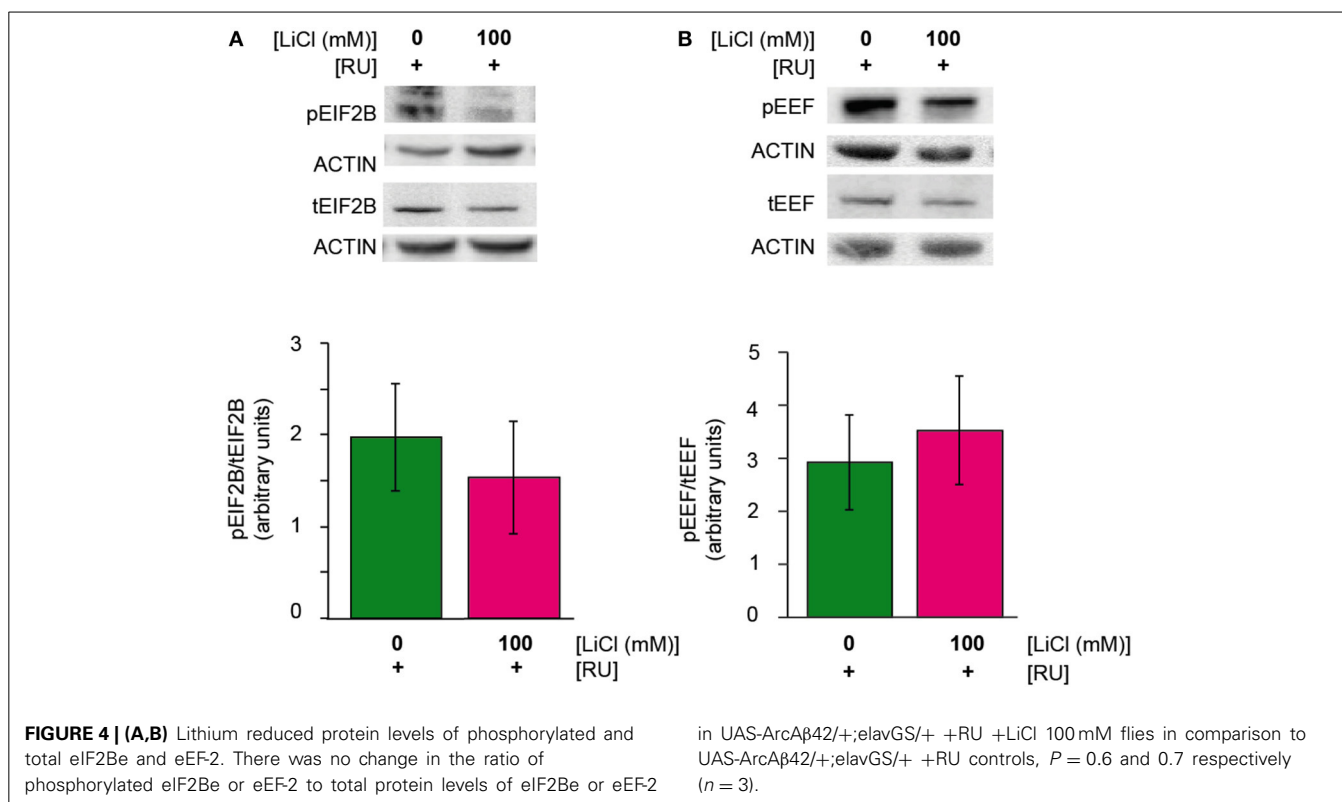 A [LiCl (mM)] 0 100
[RU] + +
pEIF2B
ACTIN
tEIF2B
ACTIN
3
2
1
0
pEIF2B/tEIF2B
(arbitrary units)
0 100 [LiCl (mM)]
+ + [RU]
B [LiCl (mM)] 0 100
[RU] + +
pEEF
ACTIN
tEEF
ACTIN
5
4
3
2
1
0
pEEF/tEEF
(arbitrary units)
0 100 [LiCl (mM)]
+ + [RU]
FIGURE 4 | (A,B) Lithium reduced protein levels of phosphorylated and
total eIF2Be and eEF-2. There was no change in the ratio of
phosphorylated eIF2Be or eEF-2 to total protein levels of eIF2Be or eEF-2
in UAS-ArcAβ42/+;elavGS/+ +RU +LiCl 100 mM flies in comparison to
UAS-ArcAβ42/+;elavGS/+ +RU controls, P = 0.6 and 0.7 respectively
(n = 3).